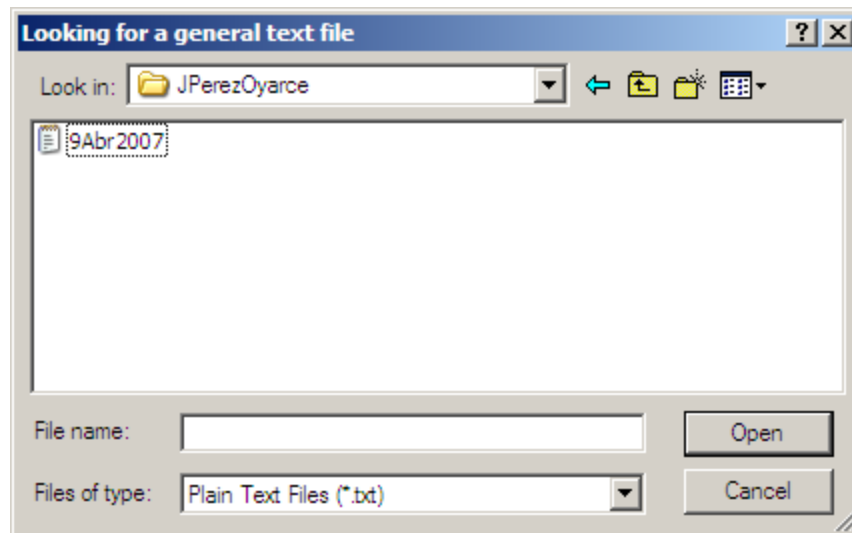 Looking for a general text file
Look in: JPerezOyarce
9Abr2007
File name:
Open
Files of type: Plain Text Files (*.txt)
Cancel